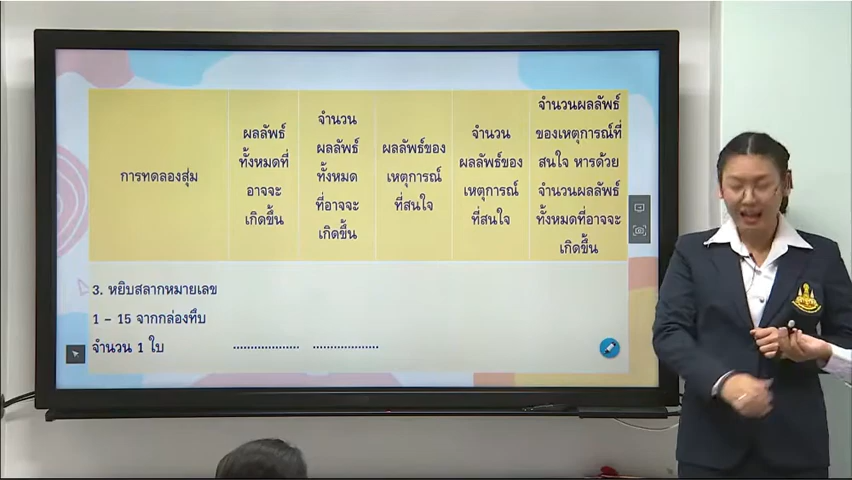 การทดลองสุ่ม
ผลลัพธ์
ทั้งหมดที่
อาจจะ
เกิดขึ้น
จำนวน
ผลลัพธ์
ทั้งหมด
ที่อาจจะ
เกิดขึ้น
ผลลัพธ์ของ
เหตุการณ์
ที่สนใจ
จำนวน
ผลลัพธ์ของ
เหตุการณ์
ที่สนใจ
จำนวนผลลัพธ์
ของเหตุการณ์ที่
สนใจ หารด้วย
จำนวนผลลัพธ์
ทั้งหมดที่อาจจะ
เกิดขึ้น
3. หยิบสลากหมายเลข
1 – 15 จากกล่องทึบ
จำนวน 1 ใบ ................... ...................